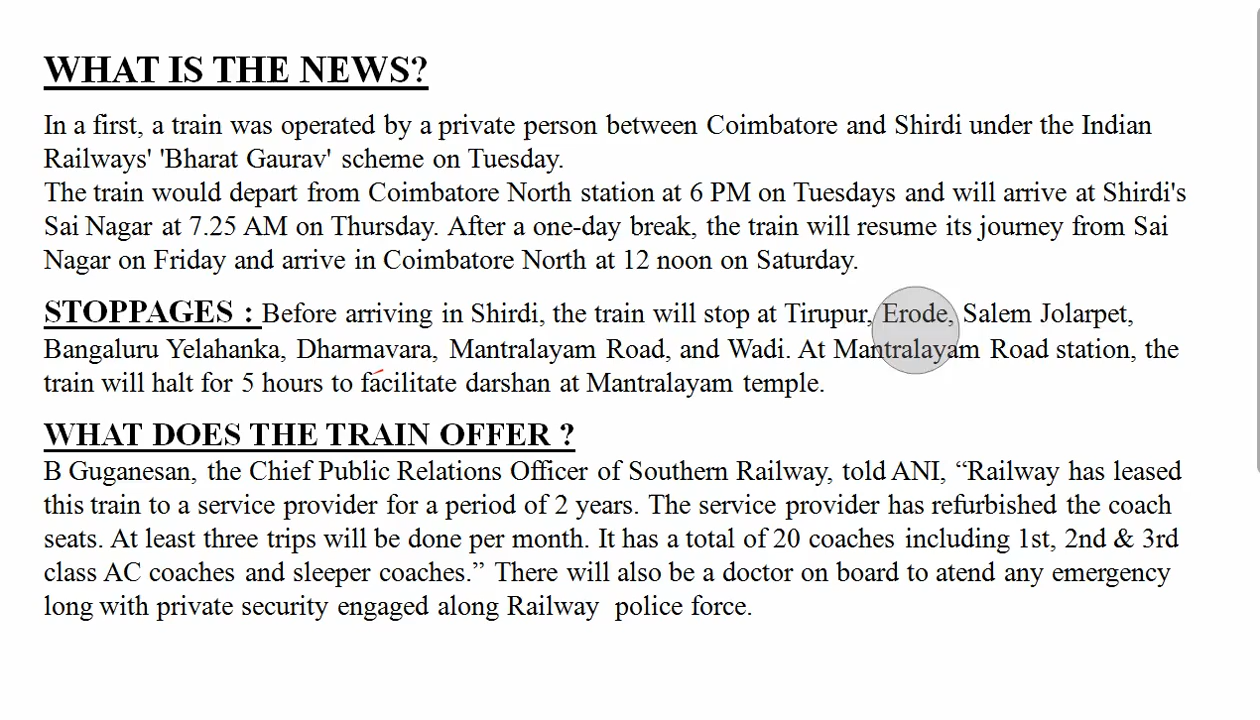 WHAT IS THE NEWS?
In a first, a train was operated by a private person between Coimbatore and Shirdi under the Indian
Railways' 'Bharat Gaurav' scheme on Tuesday.
The train would depart from Coimbatore North station at 6 PM on Tuesdays and will arrive at Shirdi's
Sai Nagar at 7.25 AM on Thursday. After a one-day break, the train will resume its journey from Sai
Nagar on Friday and arrive in Coimbatore North at 12 noon on Saturday.
STOPPAGES : Before arriving in Shirdi, the train will stop at Tirupur, Erode, Salem Jolarpet,
Bangaluru Yelahanka, Dharmavara, Mantralayam Road, and Wadi. At Mantralayam Road station, the
train will halt for 5 hours to facilitate darshan at Mantralayam temple.
WHAT DOES THE TRAIN OFFER ?
B Guganesan, the Chief Public Relations Officer of Southern Railway, told ANI, “Railway has leased
this train to a service provider for a period of 2 years. The service provider has refurbished the coach
seats. At least three trips will be done per month. It has a total of 20 coaches including 1st, 2nd & 3rd
class AC coaches and sleeper coaches.” There will also be a doctor on board to atend any emergency
long with private security engaged along Railway police force.